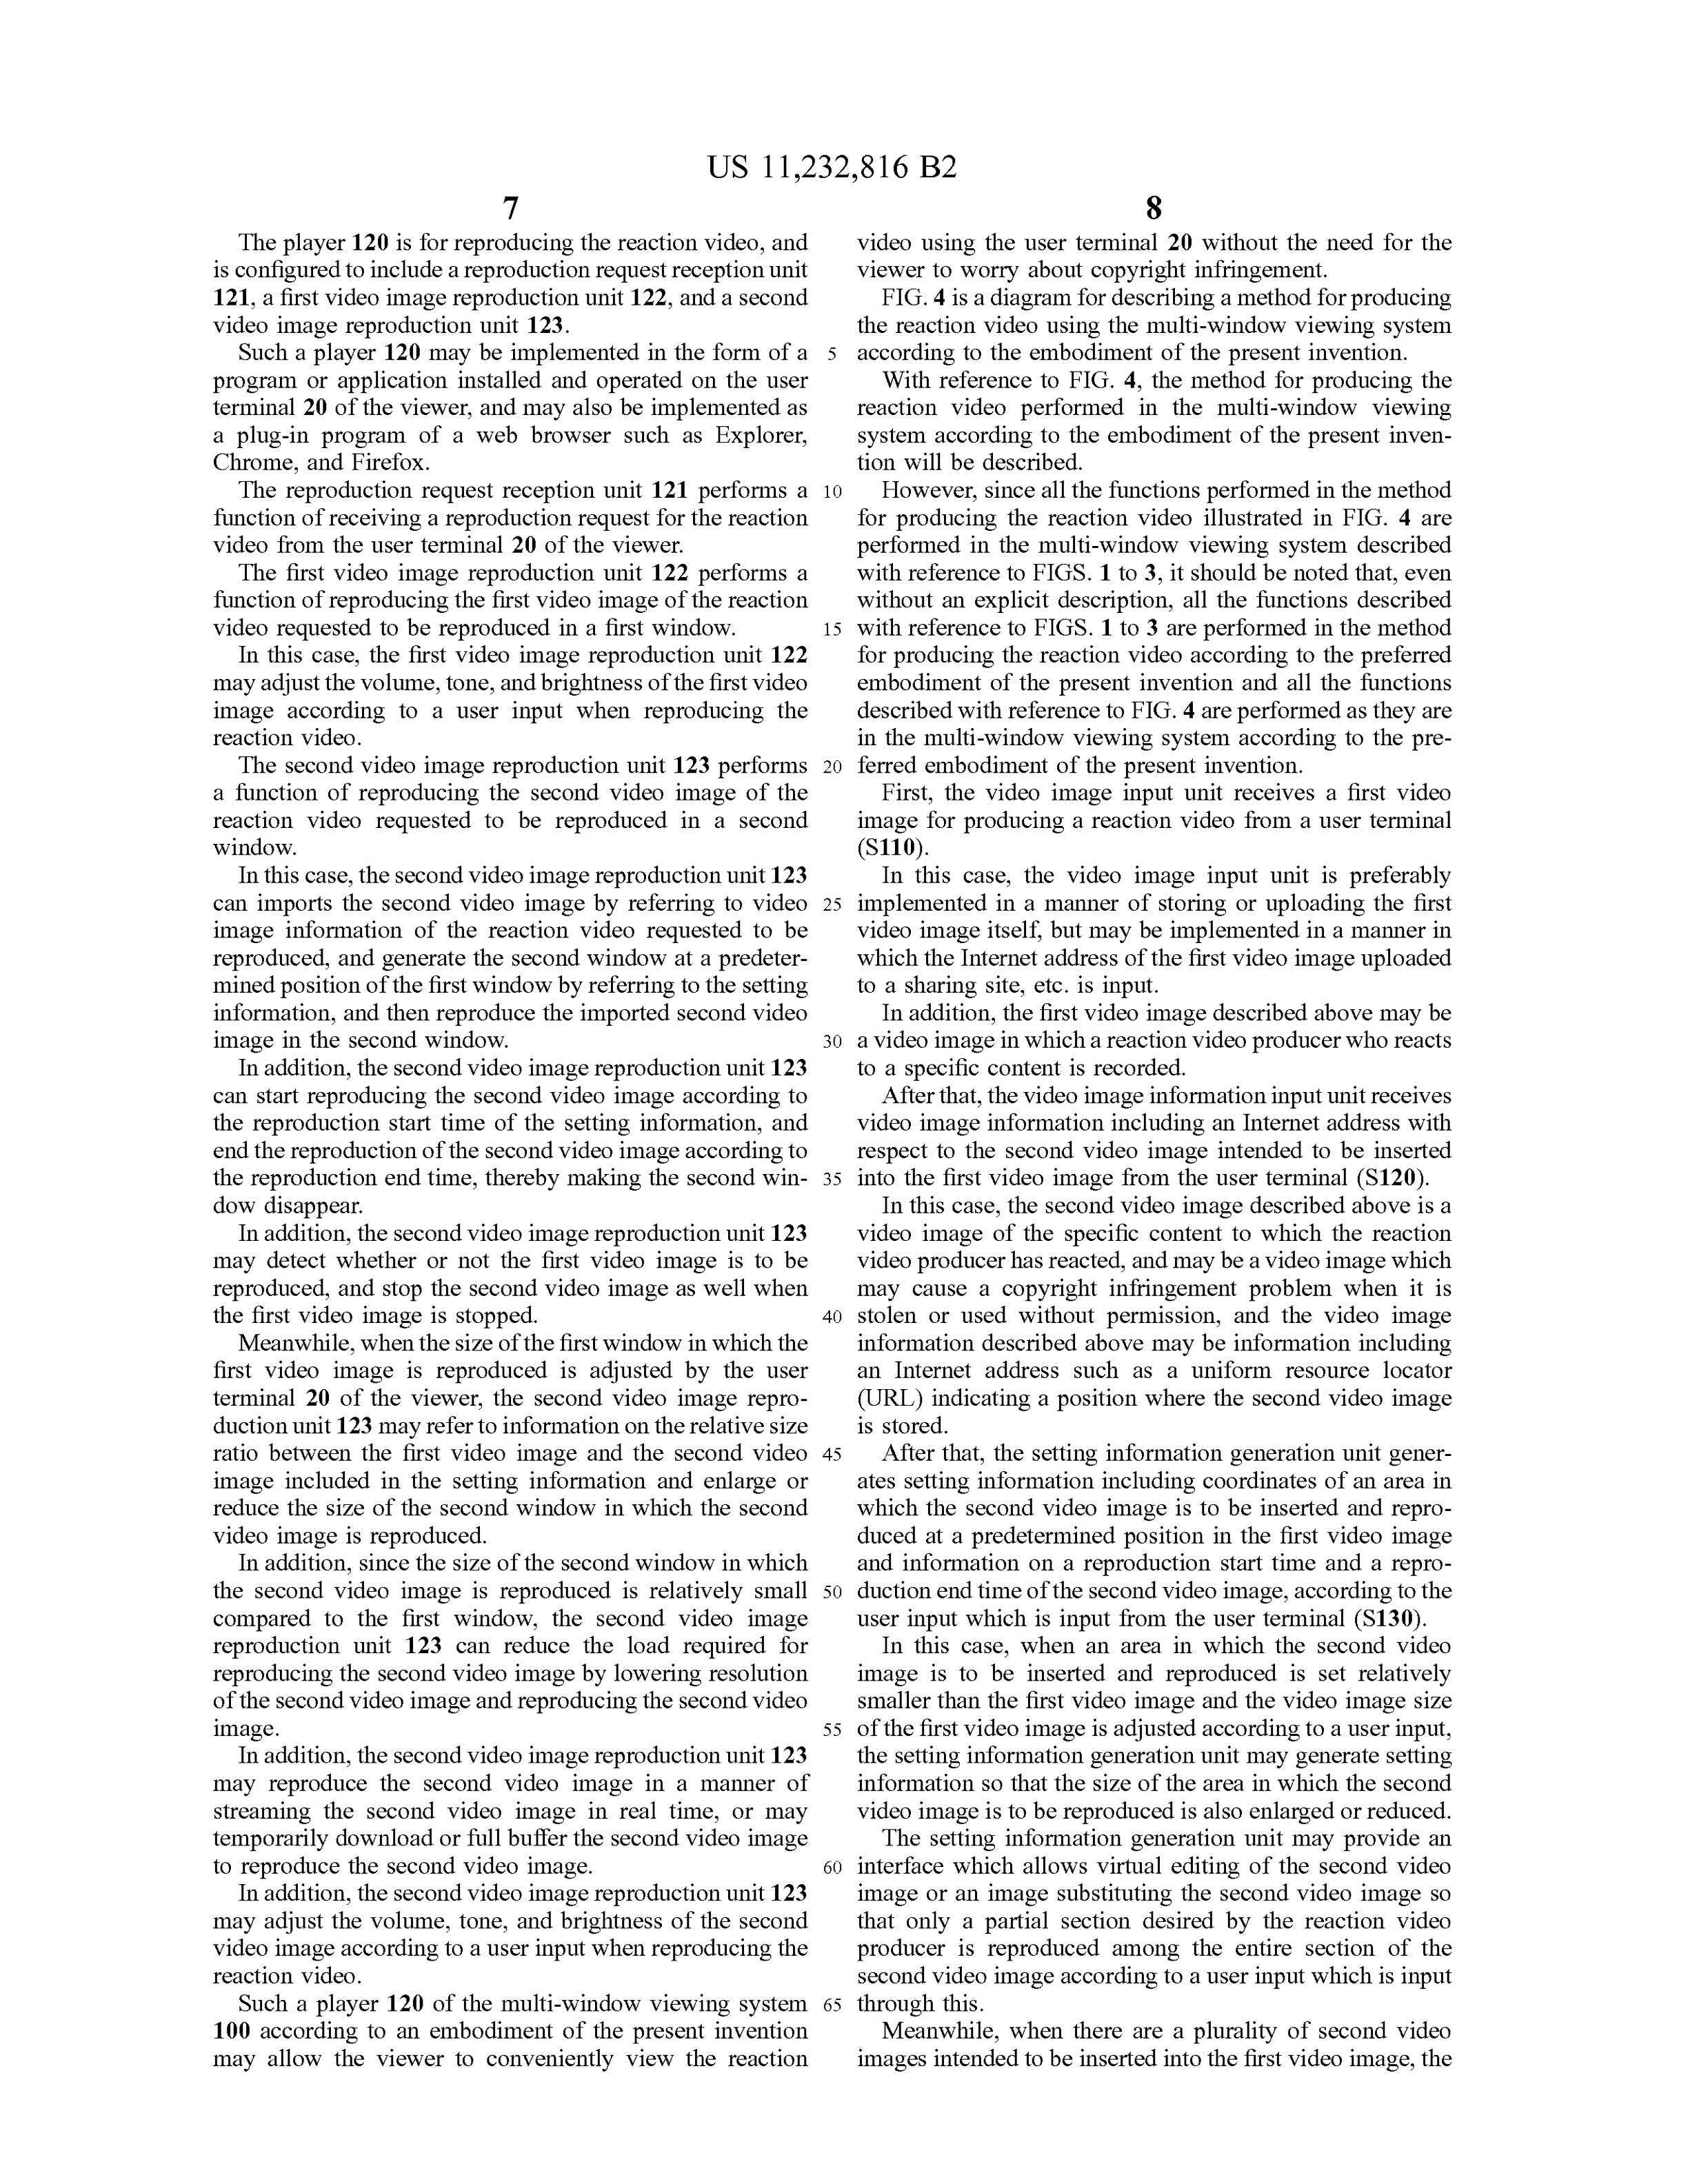 US 11,232,816 B2
7
The player 120 is for reproducing the reaction video, and
is configured to include a reproduction request reception unit
121, a first video image reproduction unit 122, and a second
video image reproduction unit 123.
Such a player 120 may be implemented in the form of a
program or application installed and operated on the user
terminal 20 of the viewer, and may also be implemented as
a plug-in program of a web browser such as Explorer,
Chrome, and Firefox.
The reproduction request reception unit 121 performs a
function of receiving a reproduction request for the reaction
video from the user terminal 20 of the viewer.
The first video image reproduction unit 122 performs a
function of reproducing the first video image of the reaction
video requested to be reproduced in a first window.
In this case, the first video image reproduction unit 122
may adjust the volume, tone, and brightness of the first video
image according to a user input when reproducing the
reaction video.
The second video image reproduction unit 123 performs
a function of reproducing the second video image of the
reaction video requested to be reproduced in a second
window.
In this case, the second video image reproduction unit 123
can imports the second video image by referring to video
image information of the reaction video requested to be
reproduced, and generate the second window at a predeter-
mined position of the first window by referring to the setting
information, and then reproduce the imported second video
image in the second window.
In addition, the second video image reproduction unit 123
can start reproducing the second video image according to
the reproduction start time of the setting information, and
end the reproduction of the second video image according to
the reproduction end time, thereby making the second win-
dow disappear.
In addition, the second video image reproduction unit 123
may detect whether or not the first video image is to be
reproduced, and stop the second video image as well when
the first video image is stopped.
Meanwhile, when the size of the first window in which the
first video image is reproduced is adjusted by the user
terminal 20 of the viewer, the second video image repro-
duction unit 123 may refer to information on the relative size
ratio between the first video image and the second video
image included in the setting information and enlarge or
reduce the size of the second window in which the second
video image is reproduced.
In addition, since the size of the second window in which
the second video image is reproduced is relatively small
compared to the first window, the second video image
reproduction unit 123 can reduce the load required for
reproducing the second video image by lowering resolution
of the second video image and reproducing the second video
image.
In addition, the second video image reproduction unit 123
may reproduce the second video image in a manner of
streaming the second video image in real time, or may
temporarily download or full buffer the second video image
to reproduce the second video image.
In addition, the second video image reproduction unit 123
may adjust the volume, tone, and brightness of the second
video image according to a user input when reproducing the
reaction video.
Such a player 120 of the multi-window viewing system
100 according to an embodiment of the present invention
may allow the viewer to conveniently view the reaction
5
10
15
20
25
30
35
40
45
50
55
60
65
8
video using the user terminal 20 without the need for the
viewer to worry about copyright infringement.
FIG. 4 is a diagram for describing a method for producing
the reaction video using the multi-window viewing system
according to the embodiment of the present invention.
With reference to FIG. 4, the method for producing the
reaction video performed in the multi-window viewing
system according to the embodiment of the present inven-
tion will be described.
However, since all the functions performed in the method
for producing the reaction video illustrated in FIG. 4 are
performed in the multi-window viewing system described
with reference to FIGS. 1 to 3, it should be noted that, even
without an explicit description, all the functions described
with reference to FIGS. 1 to 3 are performed in the method
for producing the reaction video according to the preferred
embodiment of the present invention and all the functions
described with reference to FIG. 4 are performed as they are
in the multi-window viewing system according to the pre-
ferred embodiment of the present invention.
First, the video image input unit receives a first video
image for producing a reaction video from a user terminal
(S110).
In this case, the video image input unit is preferably
implemented in a manner of storing or uploading the first
video image itself, but may be implemented in a manner in
which the Internet address of the first video image uploaded
to a sharing site, etc. is input.
In addition, the first video image described above may be
a video image in which a reaction video producer who reacts
to a specific content is recorded.
After that, the video image information input unit receives
video image information including an Internet address with
respect to the second video image intended to be inserted
into the first video image from the user terminal (S120).
In this case, the second video image described above is a
video image of the specific content to which the reaction
video producer has reacted, and may be a video image which
may cause a copyright infringement problem when it is
stolen or used without permission, and the video image
information described above may be information including
an Internet address such as a uniform resource locator
(URL) indicating a position where the second video image
is stored.
After that, the setting information generation unit gener-
ates setting information including coordinates of an area in
which the second video image is to be inserted and repro-
duced at a predetermined position in the first video image
and information on a reproduction start time and a repro-
duction end time of the second video image, according to the
user input which is input from the user terminal (S130).
In this case, when an area in which the second video
image is to be inserted and reproduced is set relatively
smaller than the first video image and the video image size
of the first video image is adjusted according to a user input,
the setting information generation unit may generate setting
information so that the size of the area in which the second
video image is to be reproduced is also enlarged or reduced.
The setting information generation unit may provide an
interface which allows virtual editing of the second video
image or an image substituting the second video image so
that only a partial section desired by the reaction video
producer is reproduced among the entire section of the
second video image according to a user input which is input
through this.
Meanwhile, when there are a plurality of second video
images intended to be inserted into the first video image, the